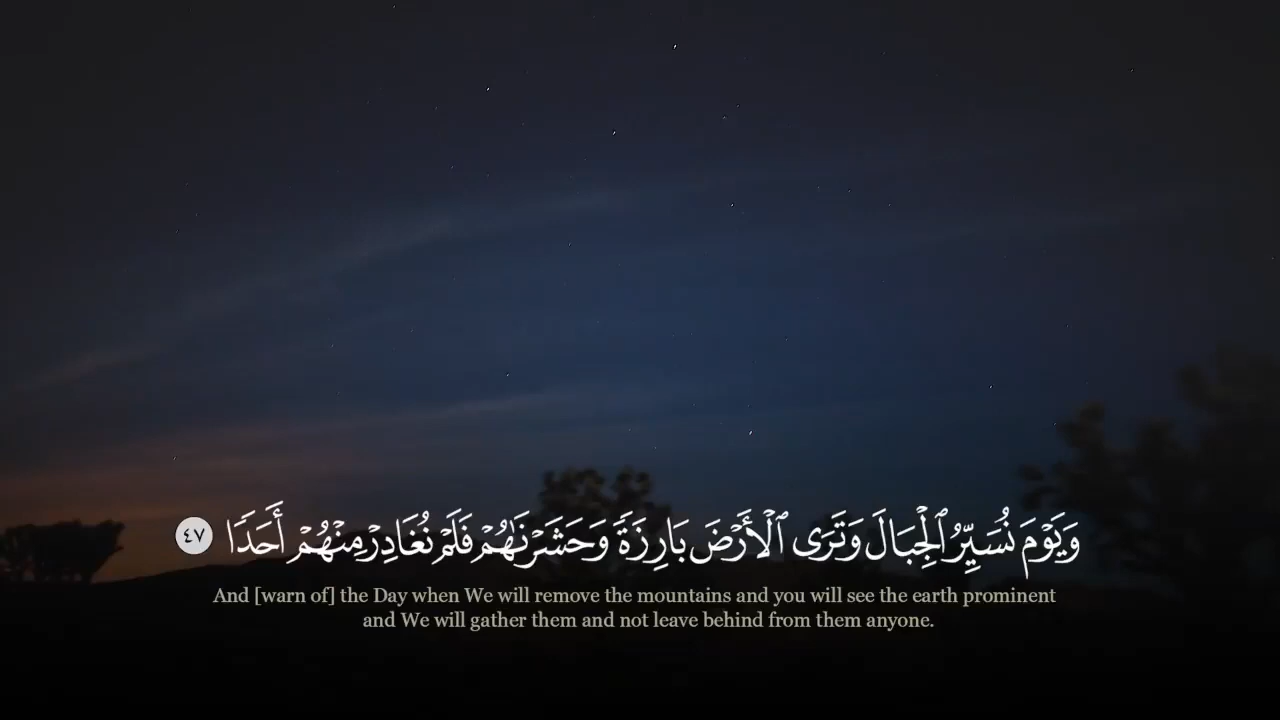 وَيَوْمَ نُسَيِّرُ ٱلْجِبَالَ وَتَرَى ٱلْأَرْضَ بَارِزَةً وَحَشَرْنَٰهُمْ فَلَمْ نُغَادِرْ مِنْهُمْ أَحَدًا ٤٧
And [warn of] the Day when We will remove the mountains and you will see the earth prominent
and We will gather them and not leave behind from them anyone.